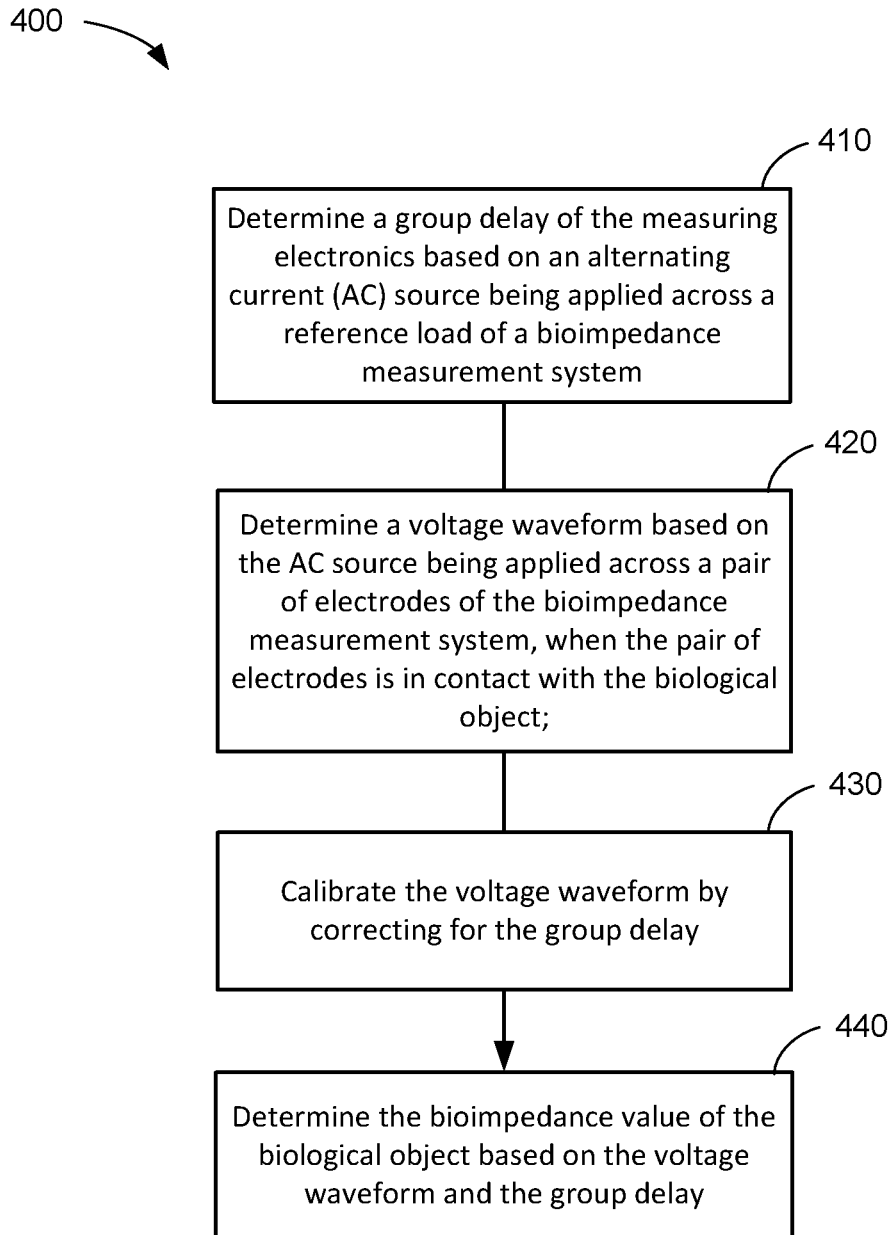 400
410
Determine a group delay of the measuring
electronics based on an alternating
current (AC) source being applied across a
reference load of a bioimpedance
measurement system
420
Determine a voltage waveform based on
the AC source being applied across a pair
of electrodes of the bioimpedance
measurement system, when the pair of
electrodes is in contact with the biological
object;
430
Calibrate the voltage waveform by
correcting for the group delay
440
Determine the bioimpedance value of the
biological object based on the voltage
waveform and the group delay